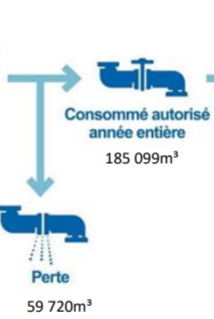 Consommé autorisé
année entière
185 099m³
Perte
59 720m³